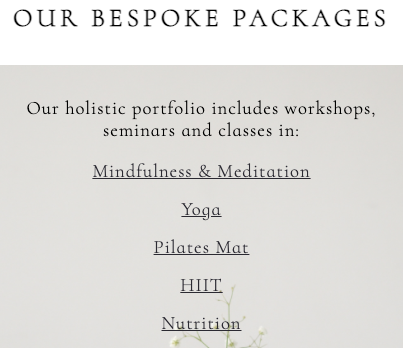 OUR BESPOKE PACKAGES
Our holistic portfolio includes workshops,
seminars and classes in:
Mindfulness & Meditation
Yoga
Pilates Mat
HIIT
Nutrition